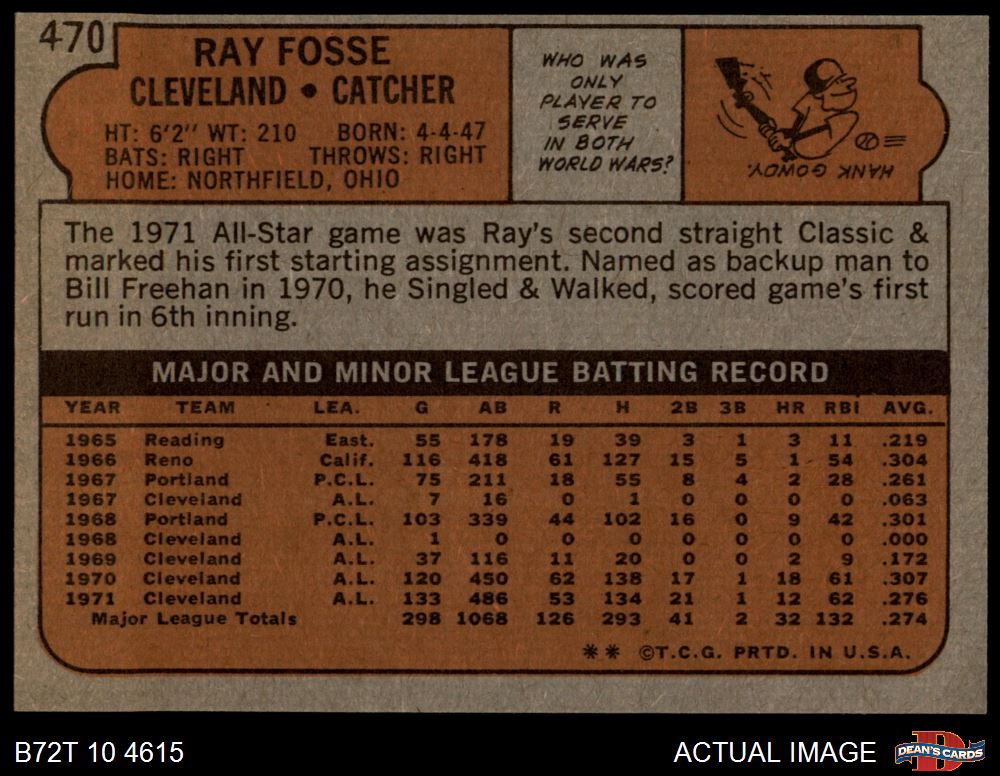 470
RAY FOSSE
CLEVELAND • CATCHER
HT: 6'2" WT: 210 BORN: 4-4-47
BATS: RIGHT THROWS: RIGHT
HOME: NORTHFIELD, OHIO
WHO WAS
ONLY
PLAYER TO
SERVE
IN BOTH
WORLD WARS?
HANK GOWDY.
The 1971 All-Star game was Ray's second straight Classic &
marked his first starting assignment. Named as backup man to
Bill Freehan in 1970, he Singled & Walked, scored game's first
run in 6th inning.
MAJOR AND MINOR LEAGUE BATTING RECORD
YEAR TEAM LEA. G AB R H 2B 3B HR RBI AVG.
1965 Reading East. 55 178 19 39 3 1 3 11 .219
1966 Reno Calif. 116 418 61 127 15 5 1 54 .304
1967 Portland P.C.L. 75 211 18 55 8 4 2 28 .261
1967 Cleveland A.L. 7 16 0 1 0 0 0 0 .063
1968 Portland P.C.L. 103 339 44 102 16 0 9 42 .301
1968 Cleveland A.L. 1 0 0 0 0 0 0 0 .000
1969 Cleveland A.L. 37 116 11 20 0 0 2 9 .172
1970 Cleveland A.L. 120 450 62 138 17 1 18 61 .307
1971 Cleveland A.L. 133 486 53 134 21 1 12 62 .276
Major League Totals 298 1068 126 293 41 2 32 132 .274
** ©T.C.G. PRTD. IN U.S.A.
B72T 10 4615 ACTUAL IMAGE
DEAN'S CARDS